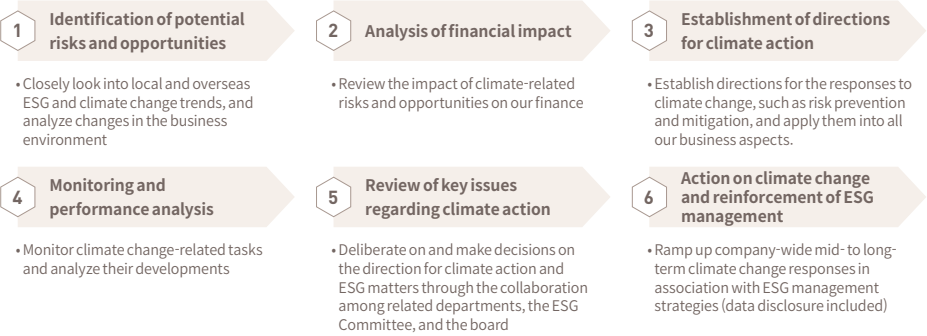 1
Identification of potential
risks and opportunities
• Closely look into local and overseas
ESG and climate change trends, and
analyze changes in the business
environment
2
Analysis of financial impact
• Review the impact of climate-related
risks and opportunities on our finance
3
Establishment of directions
for climate action
• Establish directions for the responses to
climate change, such as risk prevention
and mitigation, and apply them into all
our business aspects.
4
Monitoring and
performance analysis
• Monitor climate change-related tasks
and analyze their developments
5
Review of key issues
regarding climate action
• Deliberate on and make decisions on
the direction for climate action and
ESG matters through the collaboration
among related departments, the ESG
Committee, and the board
6
Action on climate change
and reinforcement of ESG
management
• Ramp up company-wide mid- to long-
term climate change responses in
association with ESG management
strategies (data disclosure included)